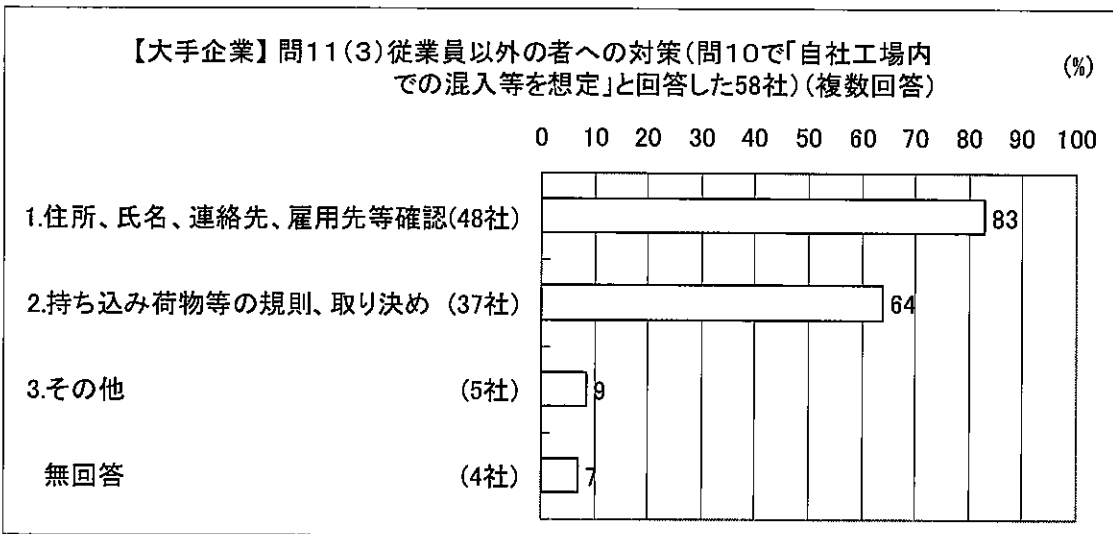 【大手企業】問11(3)従業員以外の者への対策(問10で「自社工場内
での混入等を想定」と回答した58社)(複数回答)
(%)
0 10 20 30 40 50 60 70 80 90 100
1.住所、氏名、連絡先、雇用先等確認(48社) 83
2.持ち込み荷物等の規則、取り決め (37社) 64
3.その他 (5社) 9
無回答 (4社) 7